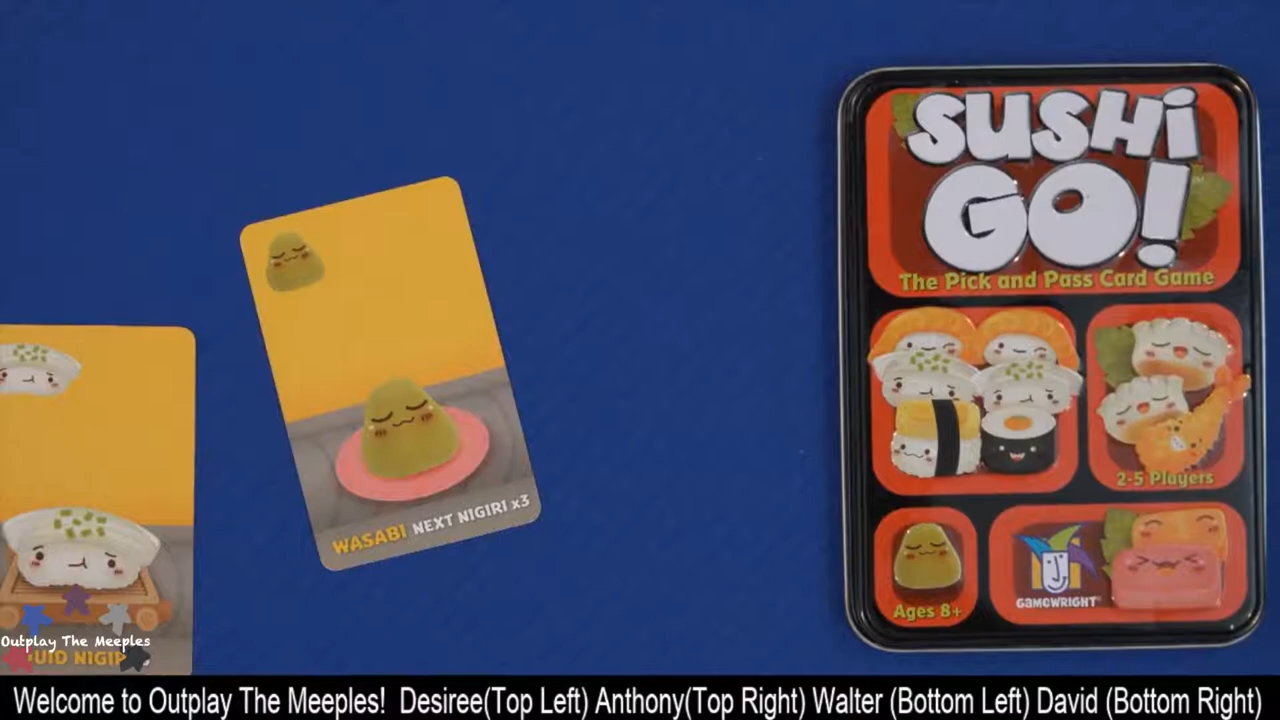 SUSHi
GO!
The Pick and Pass Card Game
2-5 Players
Ages 8+
GAMEWRIGHT
WASABI NEXT NIGIRI x3
Outplay The Meeples
Welcome to Outplay The Meeples! Desiree(Top Left) Anthony(Top Right) Walter (Bottom Left) David (Bottom Right)